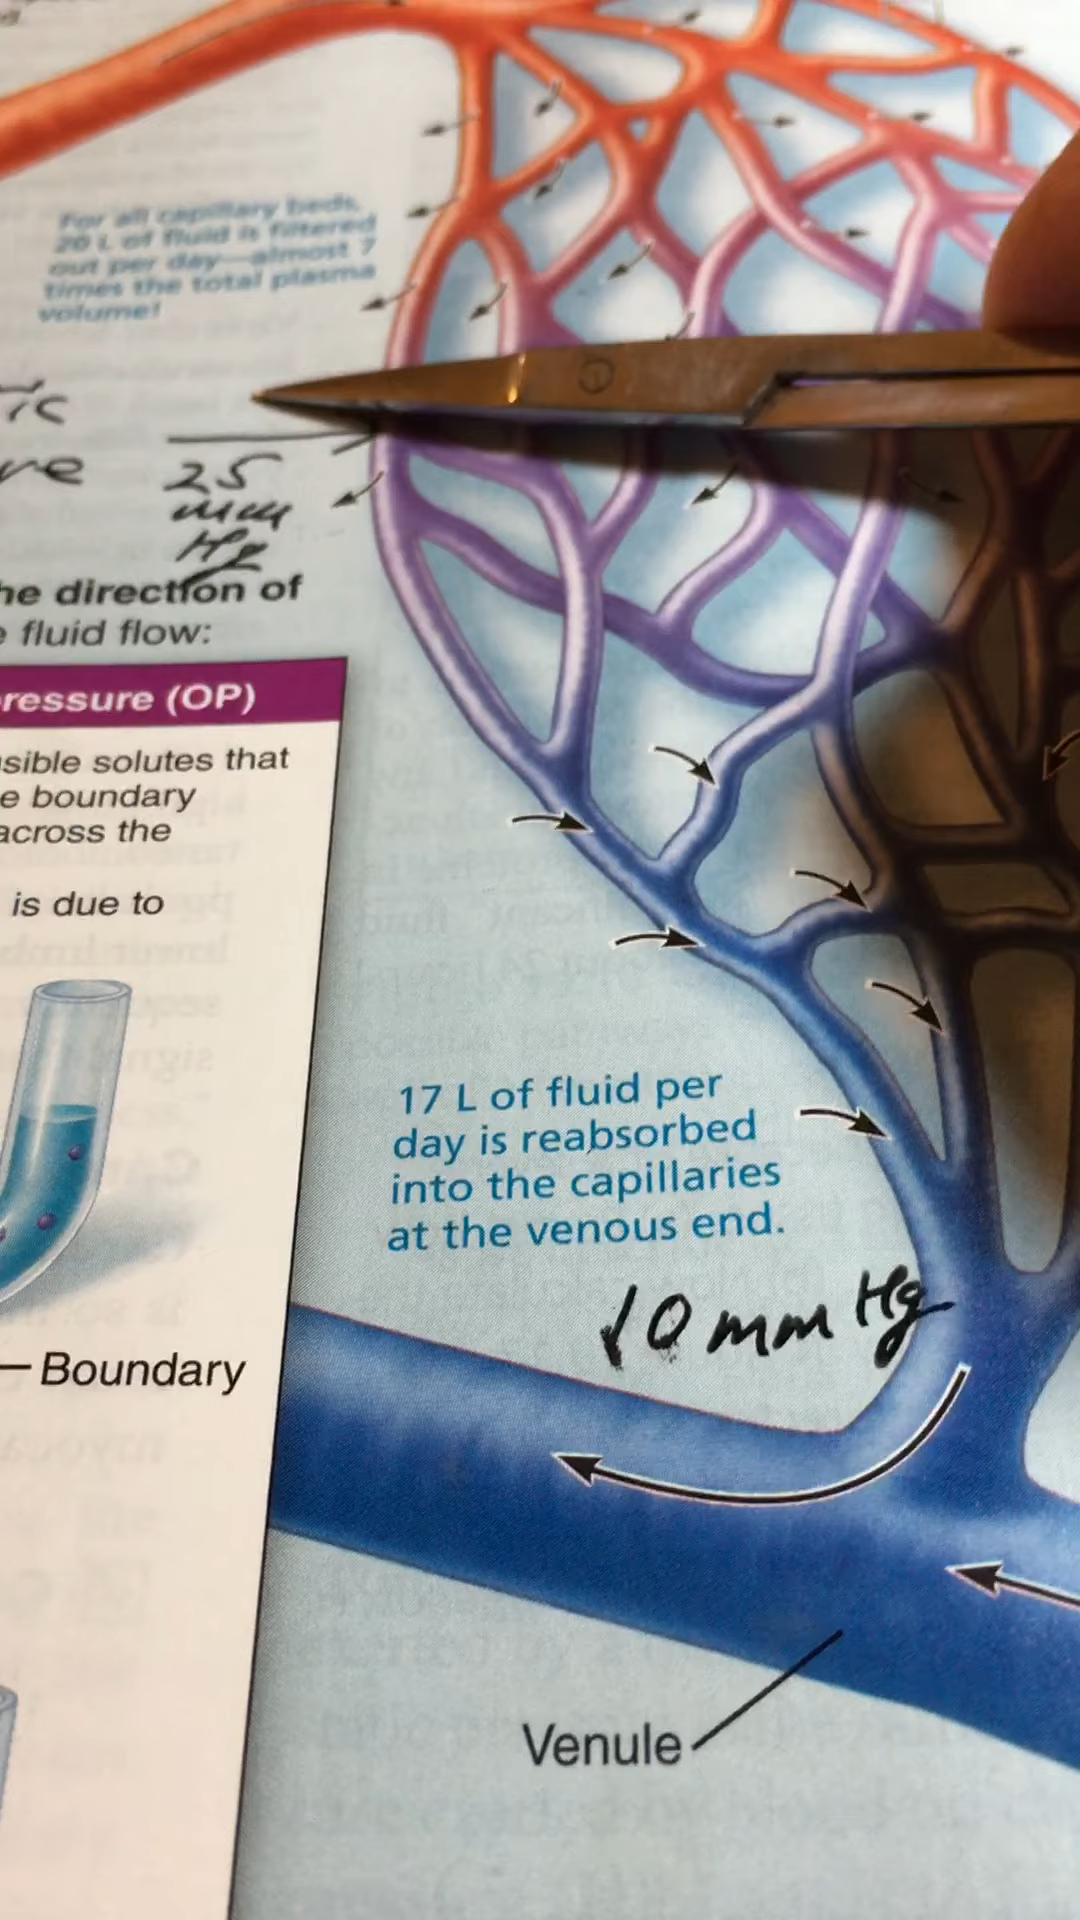 For all capillary beds,
20 L of fluid is filtered
out per day—almost 7
times the total plasma
volume!
25
mm
Hg
he direction of
fluid flow:
ressure (OP)
sible solutes that
e boundary
across the
is due to
17 L of fluid per
day is reabsorbed
into the capillaries
at the venous end.
10 mm Hg
Boundary
Venule